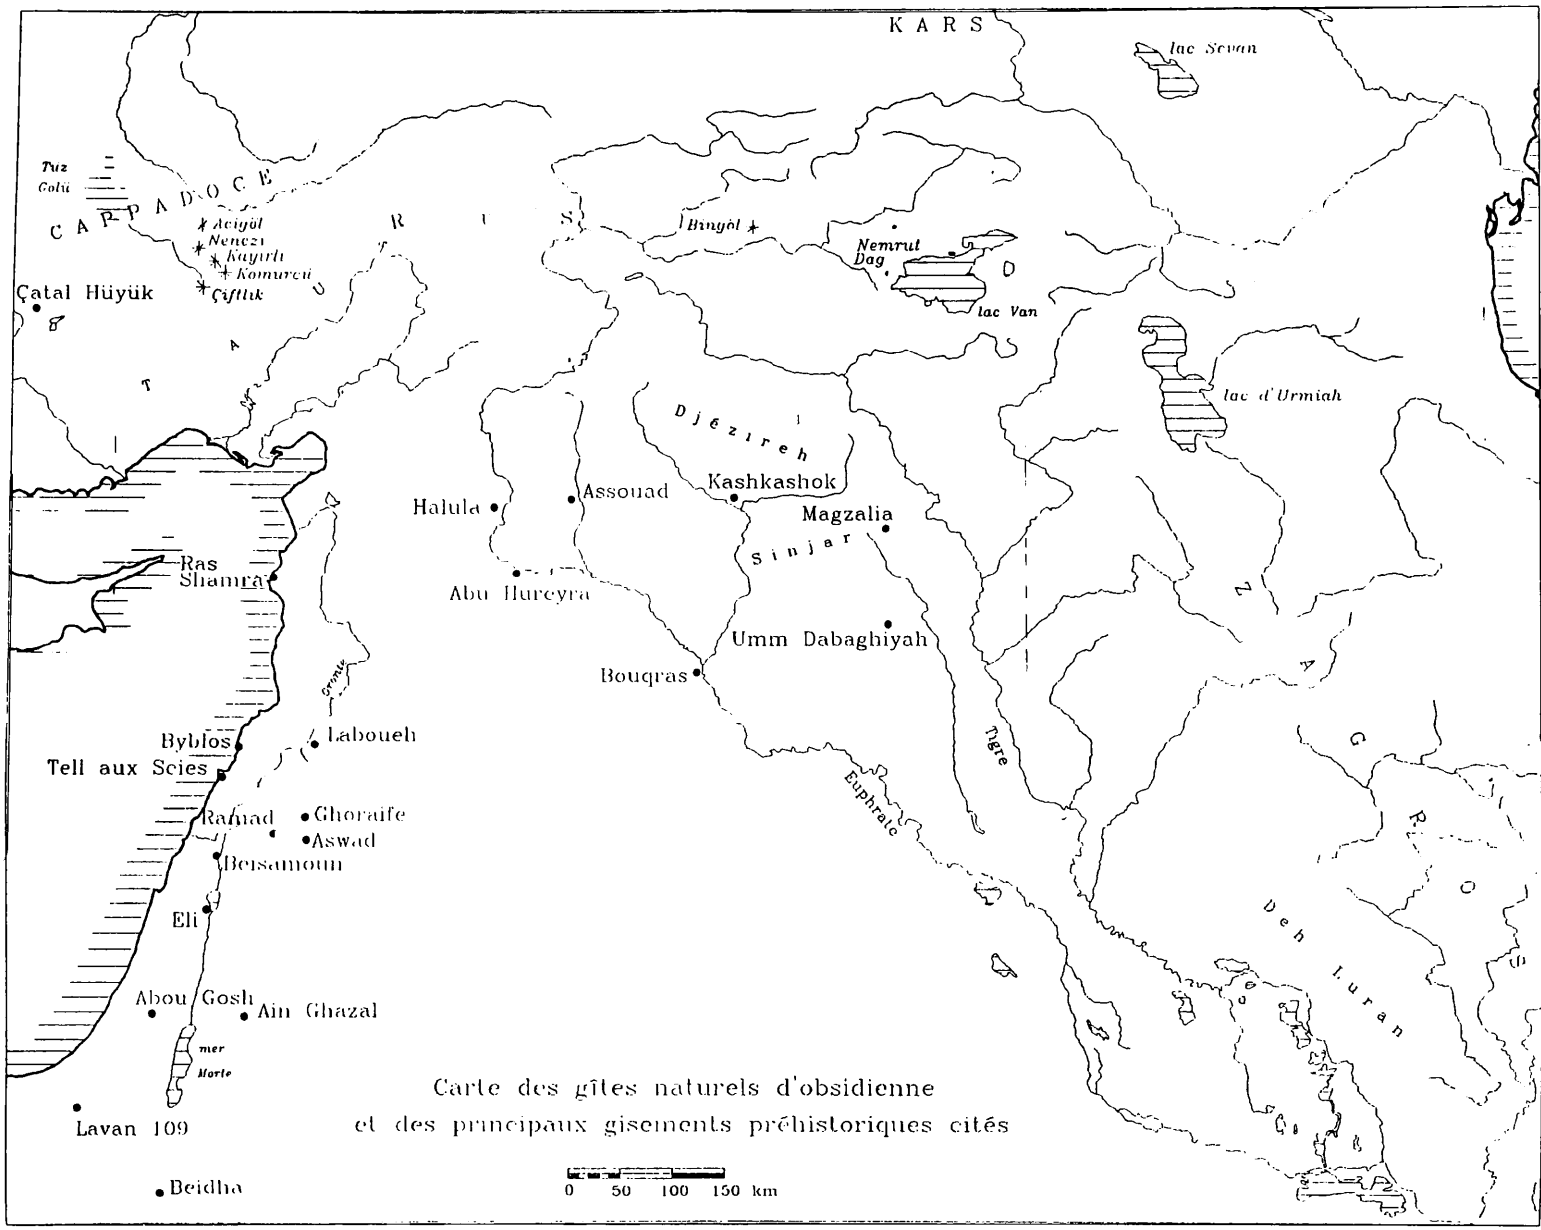 KARS
lac Sevan
Tuz
Golü
CAPPADOCE
Acigöl
Nenezi
Kayırlı
Komurcü
Çiftlik
TAURUS
Bingöl
Nemrut
Dag
lac Van
Çatal Hüyük
lac d'Urmiah
Djézireh
Kashkashok
Assouad
Halula
Magzalia
Sinjar
Ras
Shamra
Abu Hureyra
Umm Dabaghiyah
Bouqras
ZAGROS
Oronte
Laboueh
Byblos
Tell aux Scies
Tigre
Euphrate
Ramad
Ghoraife
Aswad
Beisamoun
Eli
Deh Luran
Abou Gosh
Ain Ghazal
mer
Morte
Carte des gîtes naturels d'obsidienne
et des principaux gisements préhistoriques cités
Lavan 109
Beidha
0 50 100 150 km